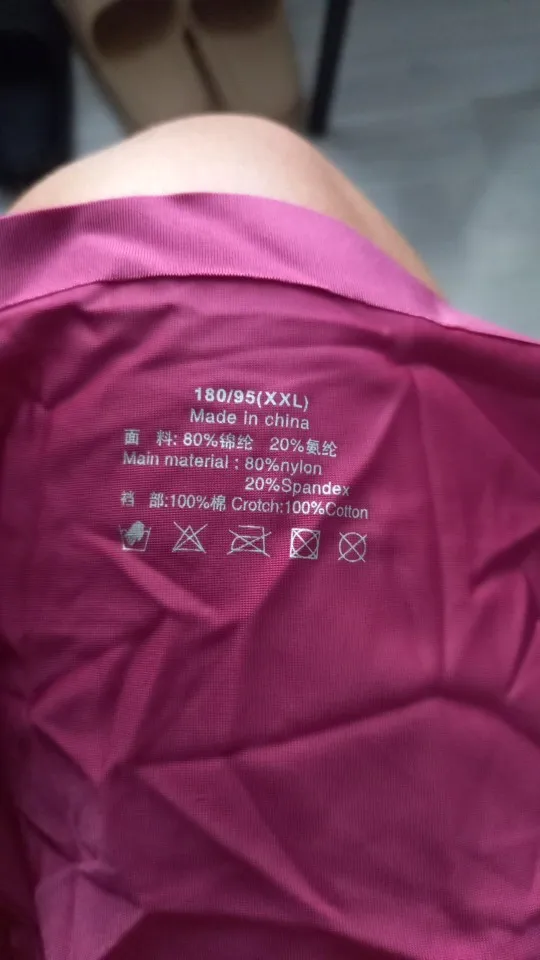 180/95(XXL)
Made in china
面 料: 80%锦纶 20%氨纶
Main material : 80%nylon
20%Spandex
裆 部:100%棉 Crotch:100%Cotton